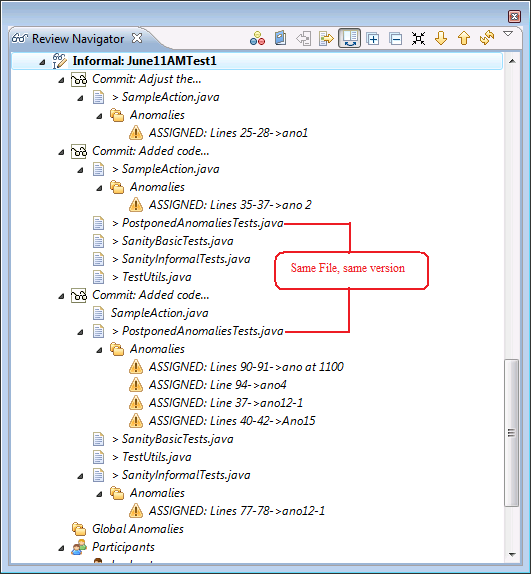 Review Navigator
Informal: June11AMTest1
Commit: Adjust the...
> SampleAction.java
Anomalies
ASSIGNED: Lines 25-28->ano1
Commit: Added code...
> SampleAction.java
Anomalies
ASSIGNED: Lines 35-37->ano 2
> PostponedAnomaliesTests.java
> SanityBasicTests.java
> SanityInformalTests.java
> TestUtils.java
Same File, same version
Commit: Added code...
SampleAction.java
> PostponedAnomaliesTests.java
Anomalies
ASSIGNED: Lines 90-91->ano at 1100
ASSIGNED: Line 94->ano4
ASSIGNED: Line 37->ano12-1
ASSIGNED: Lines 40-42->Ano15
> SanityBasicTests.java
> TestUtils.java
> SanityInformalTests.java
Anomalies
ASSIGNED: Lines 77-78->ano12-1
Global Anomalies
Participants